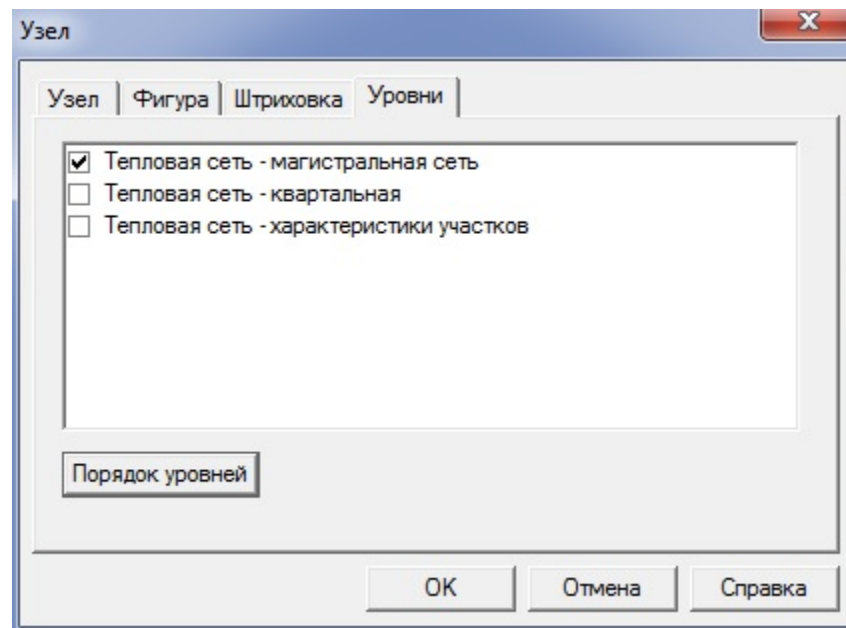 Узел
Узел Фигура Штриховка Уровни
Тепловая сеть - магистральная сеть
Тепловая сеть - квартальная
Тепловая сеть - характеристики участков
Порядок уровней
OK Отмена Справка